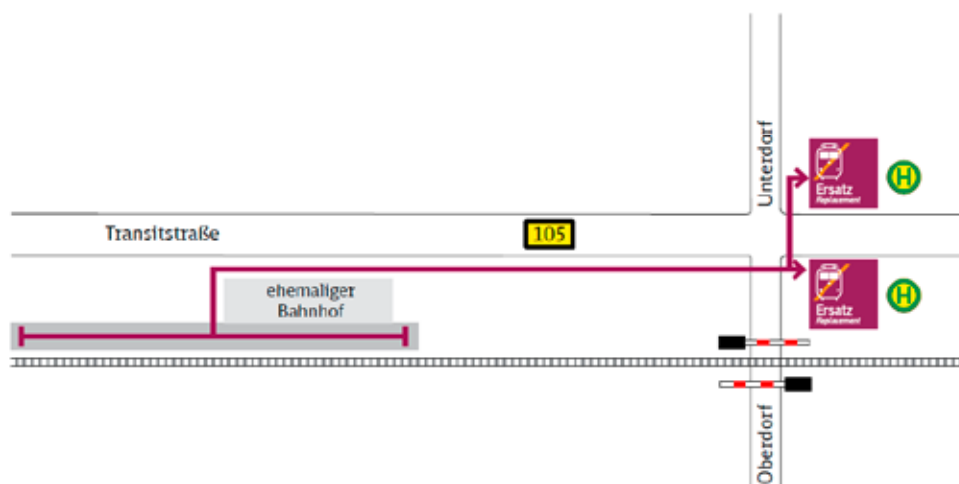 Unterdorf
Ersatz
Replacement
H
Transitstraße
105
ehemaliger
Bahnhof
Ersatz
Replacement
H
Oberdorf